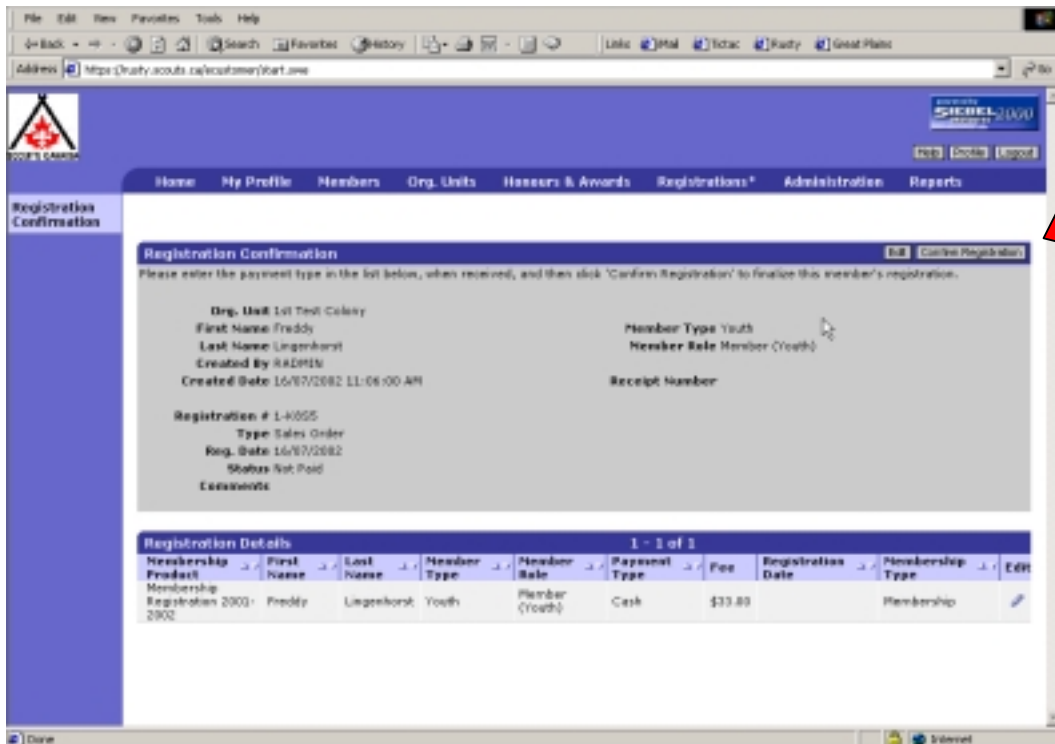 File Edit View Favorites Tools Help
Back Search Favorites History Links Mail Tictac Rusty Great Plains
Address https://rusty.scouts.ca/ecustomer/start.swe Go
SCOUTS CANADA
SIEBEL 2000
Help Profile Logout
Home My Profile Members Org. Units Honours & Awards Registrations* Administration Reports
Registration
Confirmation
Registration Confirmation Edit Confirm Registration
Please enter the payment type in the list below, when received, and then click 'Confirm Registration' to finalize this member's registration.
Org. Unit 1st Test Colony
First Name Freddy Member Type Youth
Last Name Lingenhorst Member Role Member (Youth)
Created By RADMIN
Created Date 16/07/2002 11:06:00 AM Receipt Number
Registration #
Type Sales Order
Reg. Date 16/07/2002
Status Not Paid
Comments
Registration Details 1 - 1 of 1
Membership Product First Name Last Name Member Type Member Role Payment Type Fee Registration Date Membership Type Edit
Membership Registration 2001-2002 Freddy Lingenhorst Youth Member (Youth) Cash Membership
Done Internet